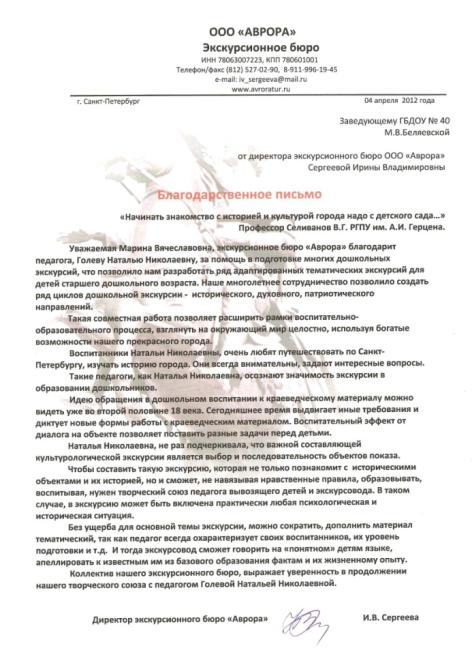 ООО «АВРОРА»
Экскурсионное бюро
ИНН 78063007223, КПП 780601001
Телефон/факс (812) 527-02-90, 8-911-996-19-45
e-mail: iv_sergeeva@mail.ru
www.avroratur.ru
г. Санкт-Петербург 04 апреля 2012 года
Заведующему ГБДОУ № 40
М.В.Беляевской
от директора экскурсионного бюро ООО «Аврора»
Сергеевой Ирины Владимировны
Благодарственное письмо
«Начинать знакомство с историей и культурой города надо с детского сада...»
Профессор Селиванов В.Г. РГПУ им. А.И. Герцена.
Уважаемая Марина Вячеславовна, экскурсионное бюро «Аврора» благодарит
педагога, Голеву Наталью Николаевну, за помощь в подготовке многих дошкольных
экскурсий, что позволило нам разработать ряд адаптированных тематических экскурсий для
детей старшего дошкольного возраста. Наше многолетнее сотрудничество позволило создать
ряд циклов дошкольной экскурсии - исторического, духовного, патриотического
направлений.
Такая совместная работа позволяет расширить рамки воспитательно-
образовательного процесса, взглянуть на окружающий мир целостно, используя богатые
возможности нашего прекрасного города.
Воспитанники Натальи Николаевны, очень любят путешествовать по Санкт-
Петербургу, изучать историю города. Они всегда внимательны, задают интересные вопросы.
Такие педагоги, как Наталья Николаевна, осознают значимость экскурсии в
образовании дошкольников.
Идею обращения в дошкольном воспитании к краеведческому материалу можно
видеть уже во второй половине 18 века. Сегодняшнее время выдвигает иные требования и
диктует новые формы работы с краеведческим материалом. Воспитательный эффект от
диалога на объекте позволяет поставить разные задачи перед детьми.
Наталья Николаевна, не раз подчеркивала, что важной составляющей
культурологической экскурсии является выбор и последовательность объектов показа.
Чтобы составить такую экскурсию, которая не только познакомит с историческими
объектами и их историей, но и сможет, не навязывая нравственные правила, образовывать,
воспитывая, нужен творческий союз педагога вывозящего детей и экскурсовода. В таком
случае, в экскурсию может быть включена практически любая психологическая и
историческая ситуация.
Без ущерба для основной темы экскурсии, можно сократить, дополнить материал
тематический, так как педагог всегда охарактеризует своих воспитанников, их уровень
подготовки и т.д. И тогда экскурсовод сможет говорить на «понятном» детям языке,
апеллировать к известным им из базового образования фактам и их жизненному опыту.
Коллектив нашего экскурсионного бюро, выражает уверенность в продолжении
нашего творческого союза с педагогом Голевой Натальей Николаевной.
Директор экскурсионного бюро «Аврора» И.В. Сергеева